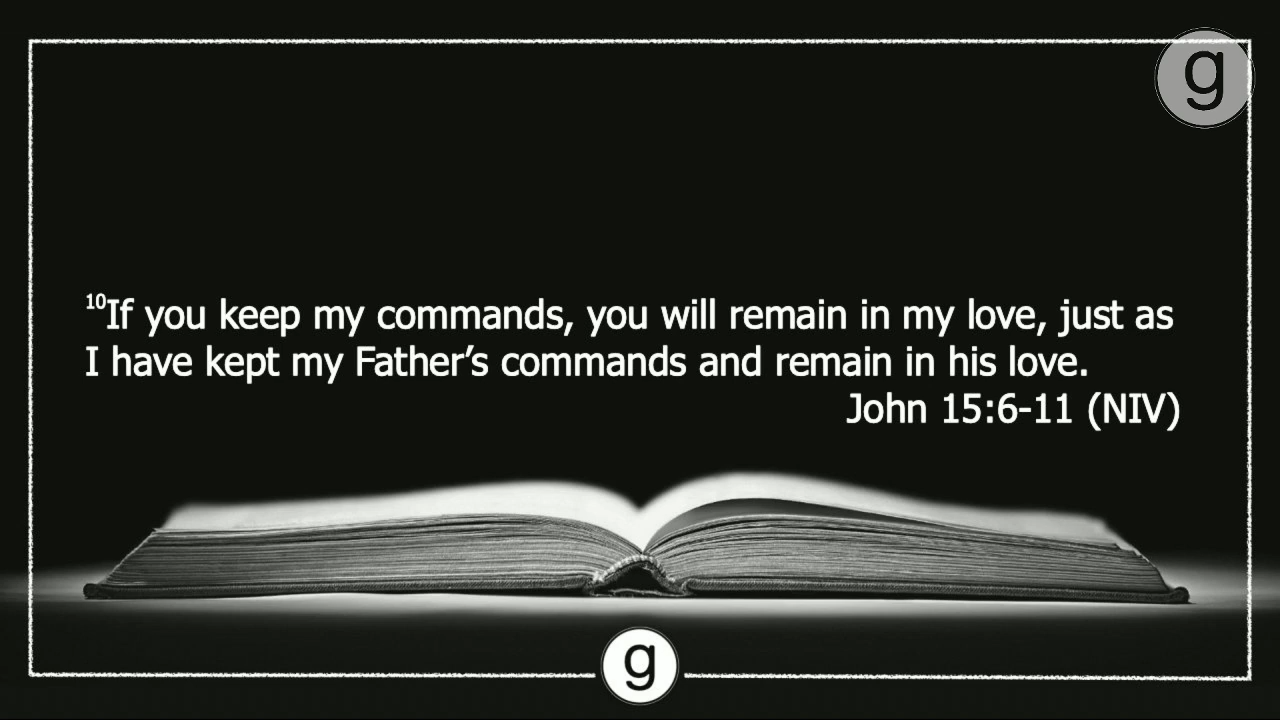 g
¹⁰If you keep my commands, you will remain in my love, just as
I have kept my Father’s commands and remain in his love.
John 15:6-11 (NIV)
g